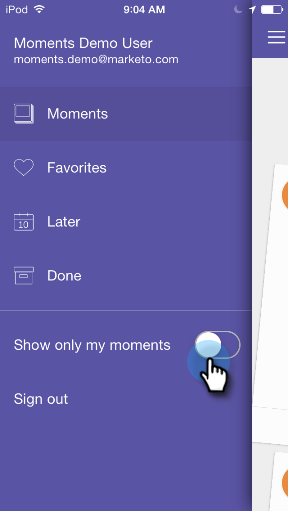 iPod 9:04 AM
Moments Demo User
moments.demo@marketo.com
Moments
Favorites
10
Later
Done
Show only my moments
Sign out